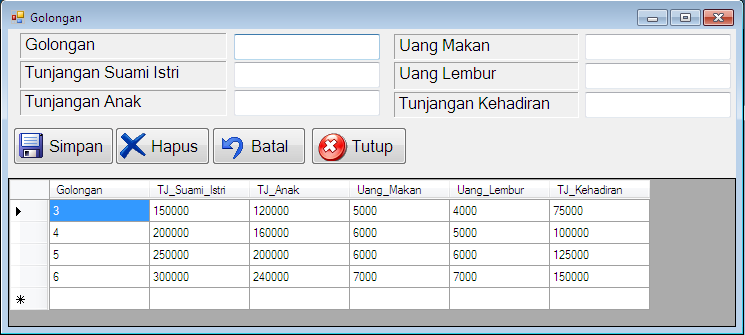 Golongan
Golongan Uang Makan
Tunjangan Suami Istri Uang Lembur
Tunjangan Anak Tunjangan Kehadiran
Simpan Hapus Batal Tutup
Golongan TJ_Suami_Istri TJ_Anak Uang_Makan Uang_Lembur TJ_Kehadiran
3 150000 120000 5000 4000 75000
4 200000 160000 6000 5000 100000
5 250000 200000 6000 6000 125000
6 300000 240000 7000 7000 150000